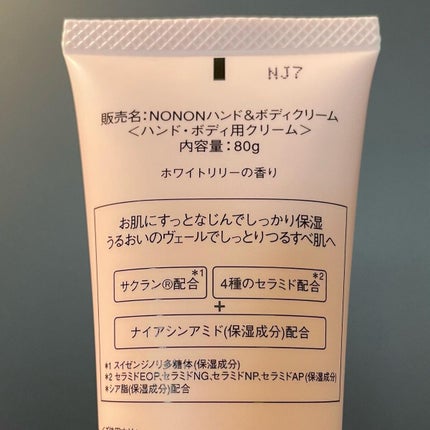 NJ7
販売名:NONONハンド&ボディクリーム
<ハンド・ボディ用クリーム>
内容量:80g
ホワイトリリーの香り
お肌にすっとなじんでしっかり保湿
うるおいのヴェールでしっとりつるすべ肌へ
サクラン®配合*1 4種のセラミド配合*2
+
ナイアシンアミド(保湿成分)配合
*1 スイゼンジノリ多糖体(保湿成分)
*2 セラミドEOP、セラミドNG、セラミドNP、セラミドAP(保湿成分)
*シア脂(保湿成分)配合